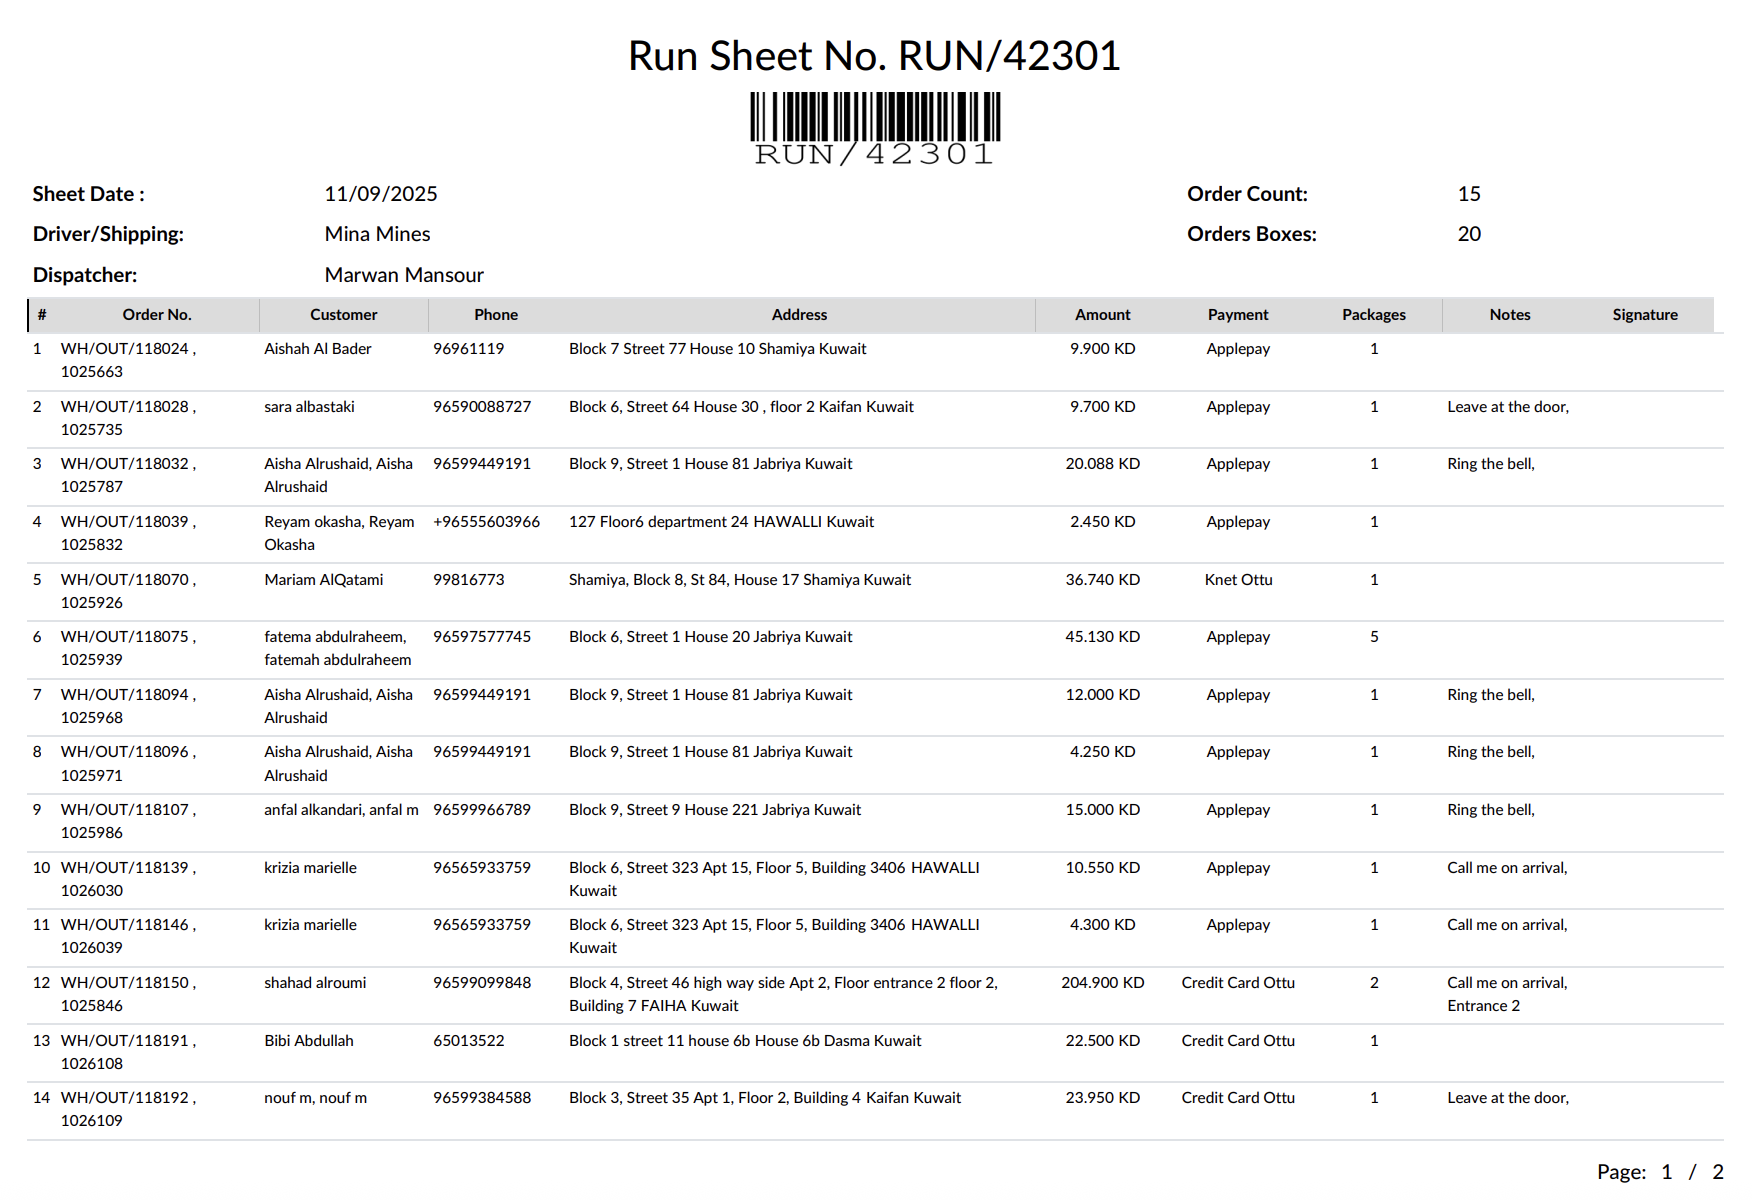 Run Sheet No. RUN/42301
RUN/42301
Sheet Date : 11/09/2025 Order Count: 15
Driver/Shipping: Mina Mines Orders Boxes: 20
Dispatcher: Marwan Mansour
# Order No. Customer Phone Address Amount Payment Packages Notes Signature
1 WH/OUT/118024 , Aishah Al Bader 96961119 Block 7 Street 77 House 10 Shamiya Kuwait 9.900 KD Applepay 1
1025663
2 WH/OUT/118028 , sara albastaki 96590088727 Block 6, Street 64 House 30 , floor 2 Kaifan Kuwait 9.700 KD Applepay 1 Leave at the door,
1025735
3 WH/OUT/118032 , Aisha Alrushaid, Aisha 96599449191 Block 9, Street 1 House 81 Jabriya Kuwait 20.088 KD Applepay 1 Ring the bell,
1025787 Alrushaid
4 WH/OUT/118039 , Reyam okasha, Reyam +96555603966 127 Floor6 department 24 HAWALLI Kuwait 2.450 KD Applepay 1
1025832 Okasha
5 WH/OUT/118070 , Mariam AlQatami 99816773 Shamiya, Block 8, St 84, House 17 Shamiya Kuwait 36.740 KD Knet Ottu 1
1025926
6 WH/OUT/118075 , fatema abdulraheem, 96597577745 Block 6, Street 1 House 20 Jabriya Kuwait 45.130 KD Applepay 5
1025939 fatemah abdulraheem
7 WH/OUT/118094 , Aisha Alrushaid, Aisha 96599449191 Block 9, Street 1 House 81 Jabriya Kuwait 12.000 KD Applepay 1 Ring the bell,
1025968 Alrushaid
8 WH/OUT/118096 , Aisha Alrushaid, Aisha 96599449191 Block 9, Street 1 House 81 Jabriya Kuwait 4.250 KD Applepay 1 Ring the bell,
1025971 Alrushaid
9 WH/OUT/118107 , anfal alkandari, anfal m 96599966789 Block 9, Street 9 House 221 Jabriya Kuwait 15.000 KD Applepay 1 Ring the bell,
1025986
10 WH/OUT/118139 , krizia marielle 96565933759 Block 6, Street 323 Apt 15, Floor 5, Building 3406 HAWALLI 10.550 KD Applepay 1 Call me on arrival,
1026030 Kuwait
11 WH/OUT/118146 , krizia marielle 96565933759 Block 6, Street 323 Apt 15, Floor 5, Building 3406 HAWALLI 4.300 KD Applepay 1 Call me on arrival,
1026039 Kuwait
12 WH/OUT/118150 , shahad alroumi 96599099848 Block 4, Street 46 high way side Apt 2, Floor entrance 2 floor 2, 204.900 KD Credit Card Ottu 2 Call me on arrival,
1025846 Building 7 FAIHA Kuwait Entrance 2
13 WH/OUT/118191 , Bibi Abdullah 65013522 Block 1 street 11 house 6b House 6b Dasma Kuwait 22.500 KD Credit Card Ottu 1
1026108
14 WH/OUT/118192 , nouf m, nouf m 96599384588 Block 3, Street 35 Apt 1, Floor 2, Building 4 Kaifan Kuwait 23.950 KD Credit Card Ottu 1 Leave at the door,
1026109
Page: 1 / 2